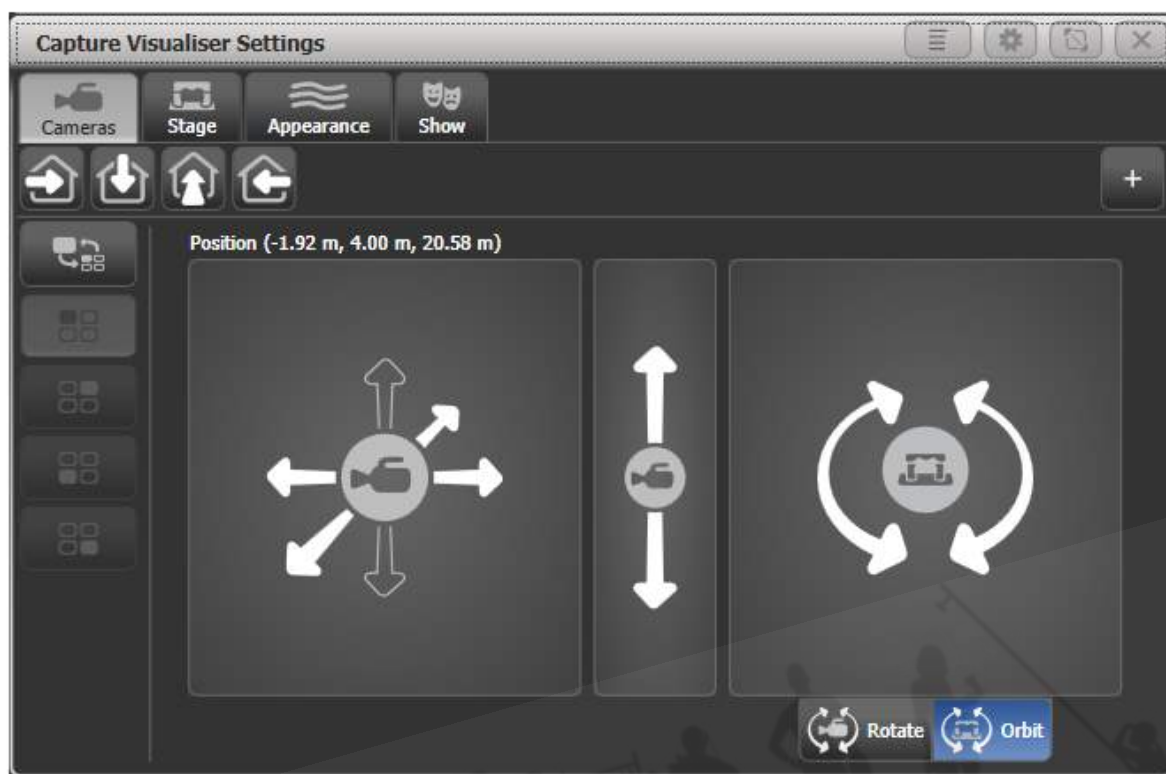 Capture Visualiser Settings
Cameras Stage Appearance Show
+
Position (-1.92 m, 4.00 m, 20.58 m)
Rotate Orbit